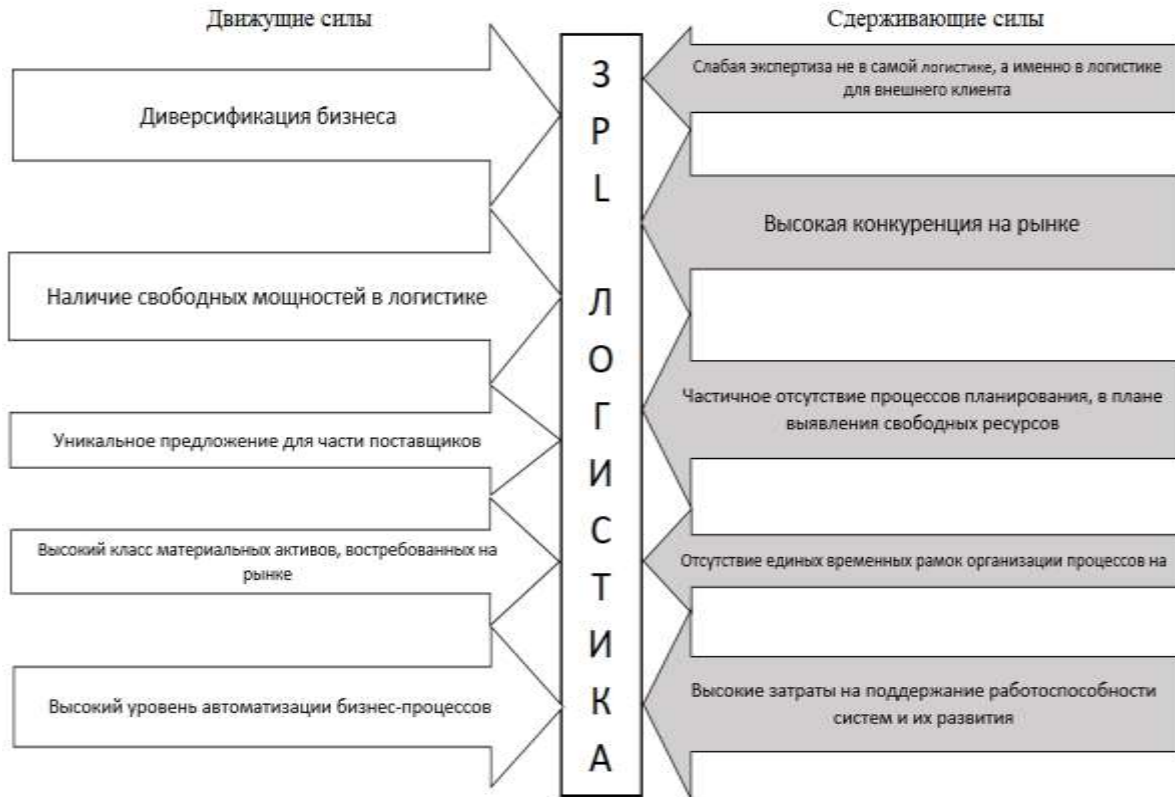 Движущие силы
Диверсификация бизнеса
Наличие свободных мощностей в логистике
Уникальное предложение для части поставщиков
Высокий класс материальных активов, востребованных на
рынке
Высокий уровень автоматизации бизнес-процессов
3PL ЛОГИСТИКА
Сдерживающие силы
Слабая экспертиза не в самой логистике, а именно в логистике
для внешнего клиента
Высокая конкуренция на рынке
Частичное отсутствие процессов планирования, в плане
выявления свободных ресурсов
Отсутствие единых временных рамок организации процессов на
Высокие затраты на поддержание работоспособности
систем и их развития